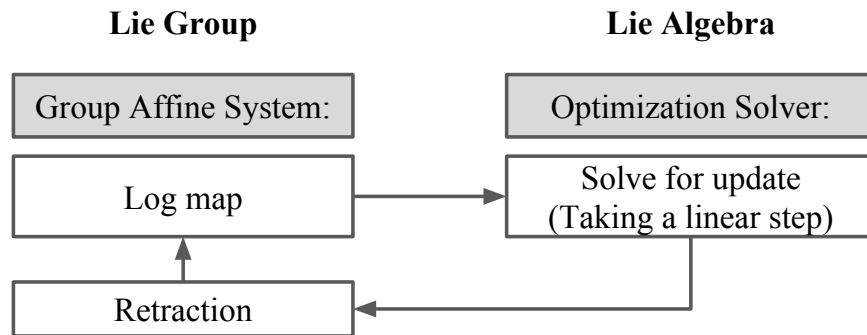 Lie Group
Lie Algebra
Group Affine System:
Optimization Solver:
Log map
Solve for update
(Taking a linear step)
Retraction